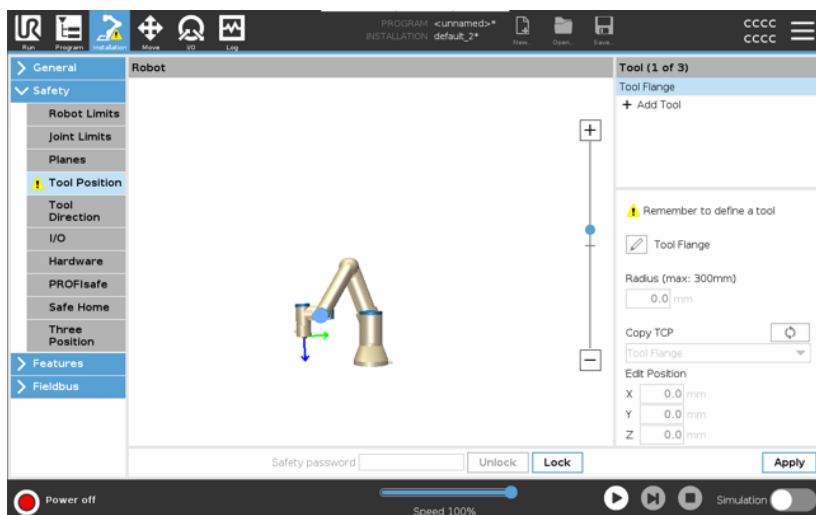 UR
PROGRAM <unnamed>*
INSTALLATION default_2*
CCCC
CCCC
Run
Program
Installation
Move
I/O
Log
New...
Open...
Save...
General
Safety
Robot Limits
Joint Limits
Planes
Tool Position
Tool
Direction
I/O
Hardware
PROFIsafe
Safe Home
Three
Position
Features
Fieldbus
Robot
Safety password
Unlock
Lock
Tool (1 of 3)
Tool Flange
+ Add Tool
Remember to define a tool
Tool Flange
Radius (max: 300mm)
0.0 mm
Copy TCP
Tool Flange
Edit Position
X 0.0 mm
Y 0.0 mm
Z 0.0 mm
Apply
Power off
Speed 100%
Simulation